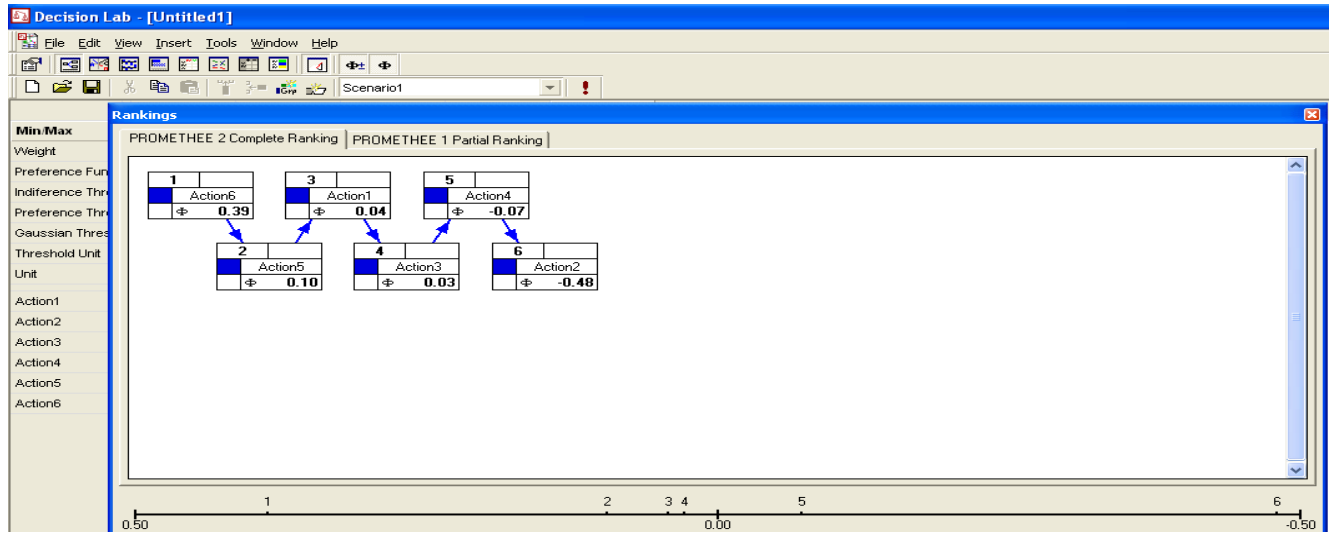 Decision Lab - [Untitled1]
File Edit View Insert Tools Window Help
Φ± Φ
Grp Scenario1
Rankings
Min/Max
PROMETHEE 2 Complete Ranking PROMETHEE 1 Partial Ranking
Weight
Preference Fun
Indiference Thr
Preference Thr
Gaussian Thres
Threshold Unit
Unit
Action1
Action2
Action3
Action4
Action5
Action6
1
Action6
Φ 0.39
2
Action5
Φ 0.10
3
Action1
Φ 0.04
4
Action3
Φ 0.03
5
Action4
Φ -0.07
6
Action2
Φ -0.48
1 2 3 4 5 6
0.50 0.00 -0.50